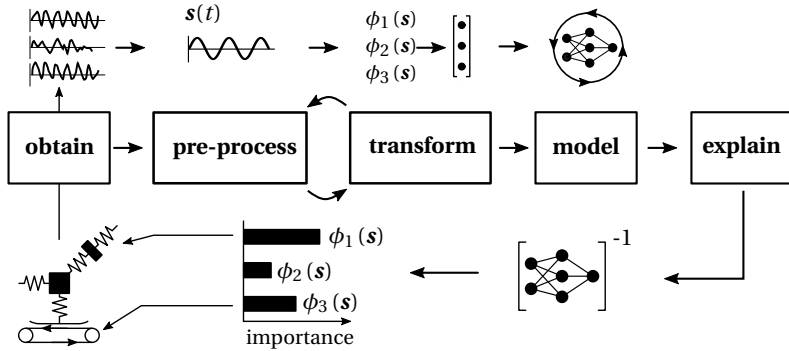 s(t)
ϕ₁(s)
ϕ₂(s)
ϕ₃(s)
obtain
pre-process
transform
model
explain
ϕ₁(s)
ϕ₂(s)
ϕ₃(s)
importance
-1